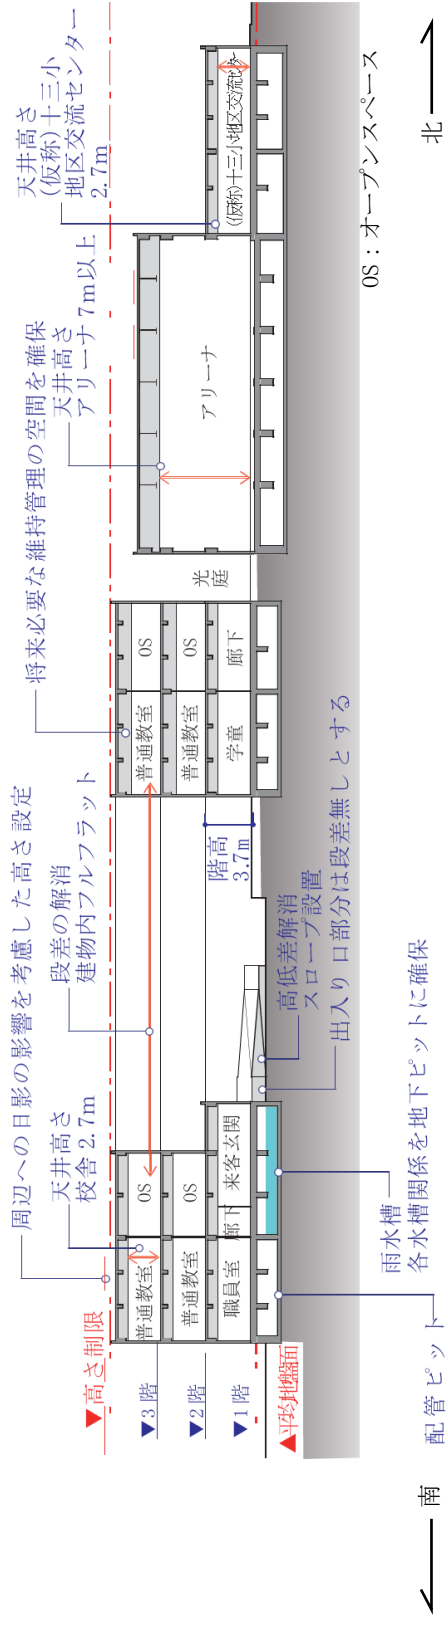 周辺への日影の影響を考慮した高さ設定
将来必要な維持管理の空間を確保
天井高さ
(仮称)十三小
地区交流センター
2.7m
天井高さ
アリーナ 7m以上
天井高さ
校舎 2.7m
段差の解消
建物内フルフラット
▼高さ制限
▼3階
▼2階
▼1階
▲平均地盤面
普通教室
OS
普通教室
OS
職員室
廊下
来客玄関
普通教室
OS
普通教室
OS
学童
廊下
光庭
アリーナ
(仮称)十三小地区交流センター
階高
3.7m
高低差解消
スロープ設置
出入り口部分は段差無しとする
雨水槽
各水槽関係を地下ピットに確保
配管ピット
OS：オープンスペース
南
北